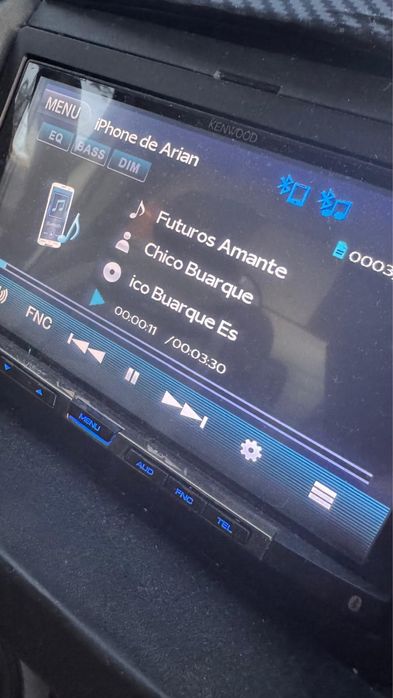 KENWOOD
MENU
iPhone de Arian
EQ
BASS
DIM
Futuros Amante
0003
Chico Buarque
ico Buarque Es
00:00:11 /00:03:30
FNC
MENU
AUD
FNC
TEL